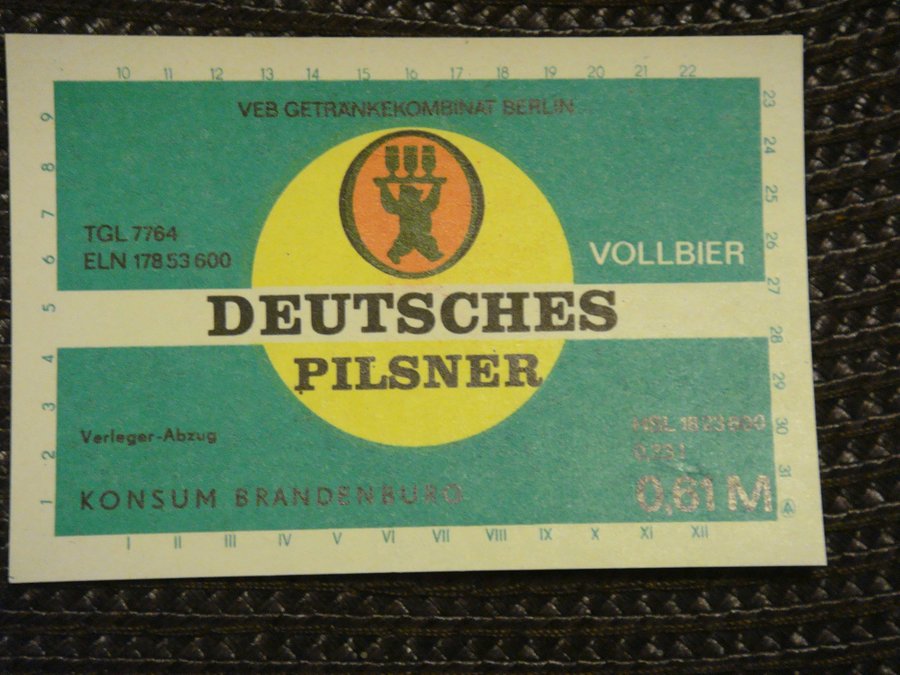 10 11 12 13 14 15 16 17 18 19 20 21 22
VEB GETRÄNKEKOMBINAT BERLIN
TGL 7764
ELN 178 53 600
VOLLBIER
DEUTSCHES
PILSNER
Verleger-Abzug
KONSUM BRANDENBURG
0,61 M
1 2 3 4 5 6 7 8 9
23 24 25 26 27 28 29 30 31
I II III IV V VI VII VIII IX X XI XII